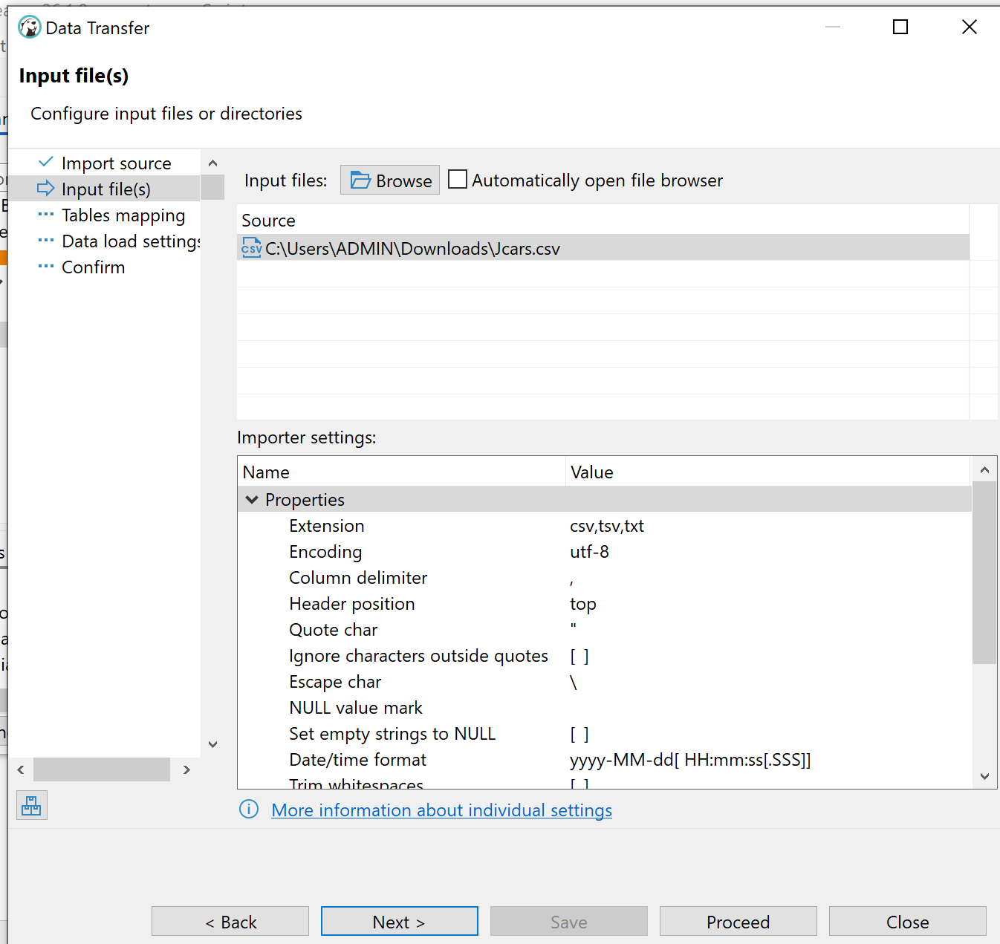 Data Transfer
Input file(s)
Configure input files or directories
Import source
Input file(s)
Tables mapping
Data load settings
Confirm
Input files:
Browse
Automatically open file browser
Source
CSV C:\Users\ADMIN\Downloads\Jcars.csv
Importer settings:
Name Value
Properties
Extension csv,tsv,txt
Encoding utf-8
Column delimiter ,
Header position top
Quote char "
Ignore characters outside quotes [ ]
Escape char \
NULL value mark
Set empty strings to NULL [ ]
Date/time format yyyy-MM-dd[ HH:mm:ss[.SSS]]
Trim whitespaces [ ]
More information about individual settings
< Back
Next >
Save
Proceed
Close